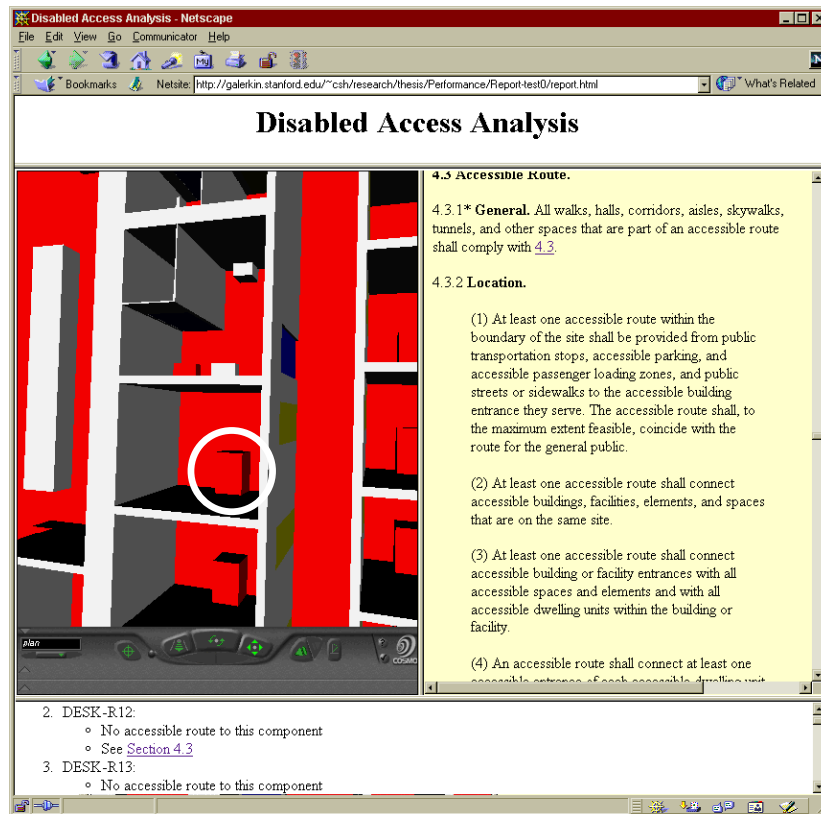 Disabled Access Analysis - Netscape
File Edit View Go Communicator Help
Bookmarks Netsite: http://galerkin.stanford.edu/~csh/research/thesis/Performance/Report-test0/report.html What's Related
Disabled Access Analysis
4.3 Accessible Route.
4.3.1* General. All walks, halls, corridors, aisles, skywalks,
tunnels, and other spaces that are part of an accessible route
shall comply with 4.3.
4.3.2 Location.
(1) At least one accessible route within the
boundary of the site shall be provided from public
transportation stops, accessible parking, and
accessible passenger loading zones, and public
streets or sidewalks to the accessible building
entrance they serve. The accessible route shall, to
the maximum extent feasible, coincide with the
route for the general public.
(2) At least one accessible route shall connect
accessible buildings, facilities, elements, and spaces
that are on the same site.
(3) At least one accessible route shall connect
accessible building or facility entrances with all
accessible spaces and elements and with all
accessible dwelling units within the building or
facility.
(4) An accessible route shall connect at least one
accessible entrance of each accessible dwelling unit
plan
COSMO
2. DESK-R12:
No accessible route to this component
See Section 4.3
3. DESK-R13:
No accessible route to this component